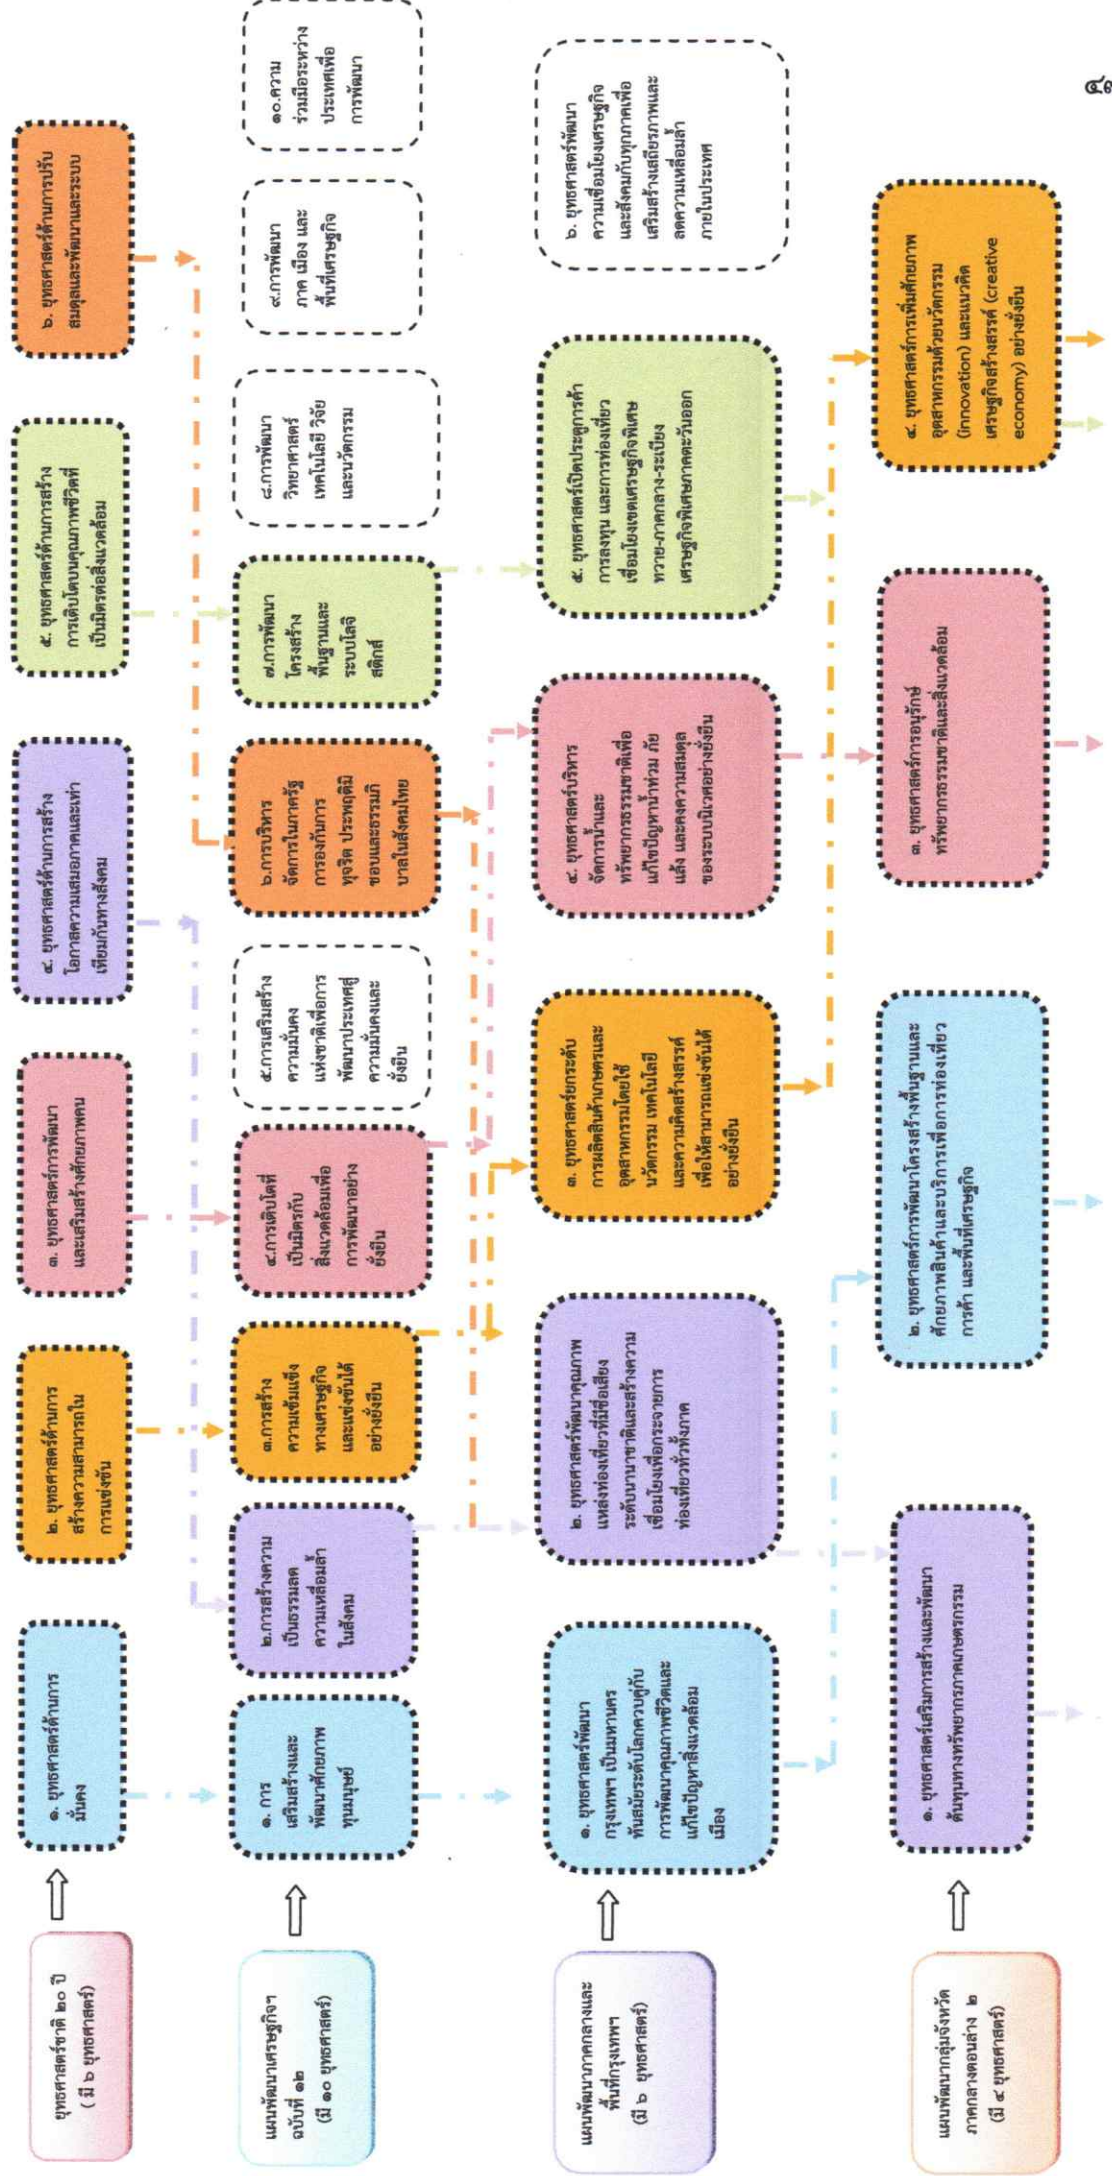 ยุทธศาสตร์ชาติ ๒๐ ปี
( มี ๖ ยุทธศาสตร์)
๑. ยุทธศาสตร์ด้านการ
มั่นคง
๒. ยุทธศาสตร์ด้านการ
สร้างความสามารถใน
การแข่งขัน
๓. ยุทธศาสตร์การพัฒนา
และเสริมสร้างศักยภาพคน
๔. ยุทธศาสตร์ด้านการสร้าง
โอกาสความเสมอภาคและเท่า
เทียมกันทางสังคม
๕. ยุทธศาสตร์ด้านการสร้าง
การเติบโตบนคุณภาพชีวิตที่
เป็นมิตรต่อสิ่งแวดล้อม
๖. ยุทธศาสตร์ด้านการปรับ
สมดุลและพัฒนาและระบบ
แผนพัฒนาเศรษฐกิจฯ
ฉบับที่ ๑๒
(มี ๑๐ ยุทธศาสตร์)
๑. การ
เสริมสร้างและ
พัฒนาศักยภาพ
ทุนมนุษย์
๒.การสร้างความ
เป็นธรรมลด
ความเหลื่อมล้ำ
ในสังคม
๓.การสร้าง
ความเข้มแข็ง
ทางเศรษฐกิจ
และแข่งขันได้
อย่างยั่งยืน
๔.การเติบโตที่
เป็นมิตรกับ
สิ่งแวดล้อมเพื่อ
การพัฒนาอย่าง
ยั่งยืน
๕.การเสริมสร้าง
ความมั่นคง
แห่งชาติเพื่อการ
พัฒนาประเทศสู่
ความมั่นคงและ
ยั่งยืน
๖.การบริหาร
จัดการในภาครัฐ
การองกันการ
ทุจริต ประพฤติมิ
ชอบและธรรมภิ
บาลในสังคมไทย
๗.การพัฒนา
โครงสร้าง
พื้นฐานและ
ระบบโลจิ
สติกส์
๘.การพัฒนา
วิทยาศาสตร์
เทคโนโลยี วิจัย
และนวัตกรรม
๙.การพัฒนา
ภาค เมือง และ
พื้นที่เศรษฐกิจ
๑๐.ความ
ร่วมมือระหว่าง
ประเทศเพื่อ
การพัฒนา
แผนพัฒนาภาคกลางและ
พื้นที่กรุงเทพฯ
(มี ๖ ยุทธศาสตร์)
๑. ยุทธศาสตร์พัฒนา
กรุงเทพฯ เป็นมหานคร
ทันสมัยระดับโลกควบคู่กับ
การพัฒนาคุณภาพชีวิตและ
แก้ไขปัญหาสิ่งแวดล้อม
เมือง
๒. ยุทธศาสตร์พัฒนาคุณภาพ
แหล่งท่องเที่ยวที่มีชื่อเสียง
ระดับนานาชาติและสร้างความ
เชื่อมโยงเพื่อกระจายการ
ท่องเที่ยวทั่วทั้งภาค
๓. ยุทธศาสตร์ยกระดับ
การผลิตสินค้าเกษตรและ
อุตสาหกรรมโดยใช้
นวัตกรรม เทคโนโลยี
และความคิดสร้างสรรค์
เพื่อให้สามารถแข่งขันได้
อย่างยั่งยืน
๔. ยุทธศาสตร์บริหาร
จัดการน้ำและ
ทรัพยากรธรรมชาติเพื่อ
แก้ไขปัญหาน้ำท่วม ภัย
แล้ง และคงความสมดุล
ของระบบนิเวศอย่างยั่งยืน
๕. ยุทธศาสตร์เปิดประตูการค้า
การลงทุน และการท่องเที่ยว
เชื่อมโยงเขตเศรษฐกิจพิเศษ
ทวาย-ภาคกลาง-ระเบียง
เศรษฐกิจพิเศษภาคตะวันออก
๖. ยุทธศาสตร์พัฒนา
ความเชื่อมโยงเศรษฐกิจ
และสังคมกับทุกภาคเพื่อ
เสริมสร้างเสถียรภาพและ
ลดความเหลื่อมล้ำ
ภายในประเทศ
แผนพัฒนากลุ่มจังหวัด
ภาคกลางตอนล่าง ๒
(มี ๔ ยุทธศาสตร์)
๑. ยุทธศาสตร์เสริมการสร้างและพัฒนา
ต้นทุนทางทรัพยากรภาคเกษตรกรรม
๒. ยุทธศาสตร์การพัฒนาโครงสร้างพื้นฐานและ
ศักยภาพสินค้าและบริการเพื่อการท่องเที่ยว
การค้า และพื้นที่เศรษฐกิจ
๓. ยุทธศาสตร์การอนุรักษ์
ทรัพยากรธรรมชาติและสิ่งแวดล้อม
๔. ยุทธศาสตร์การเพิ่มศักยภาพ
อุตสาหกรรมด้วยนวัตกรรม
(innovation) และแนวคิด
เศรษฐกิจสร้างสรรค์ (creative
economy) อย่างยั่งยืน